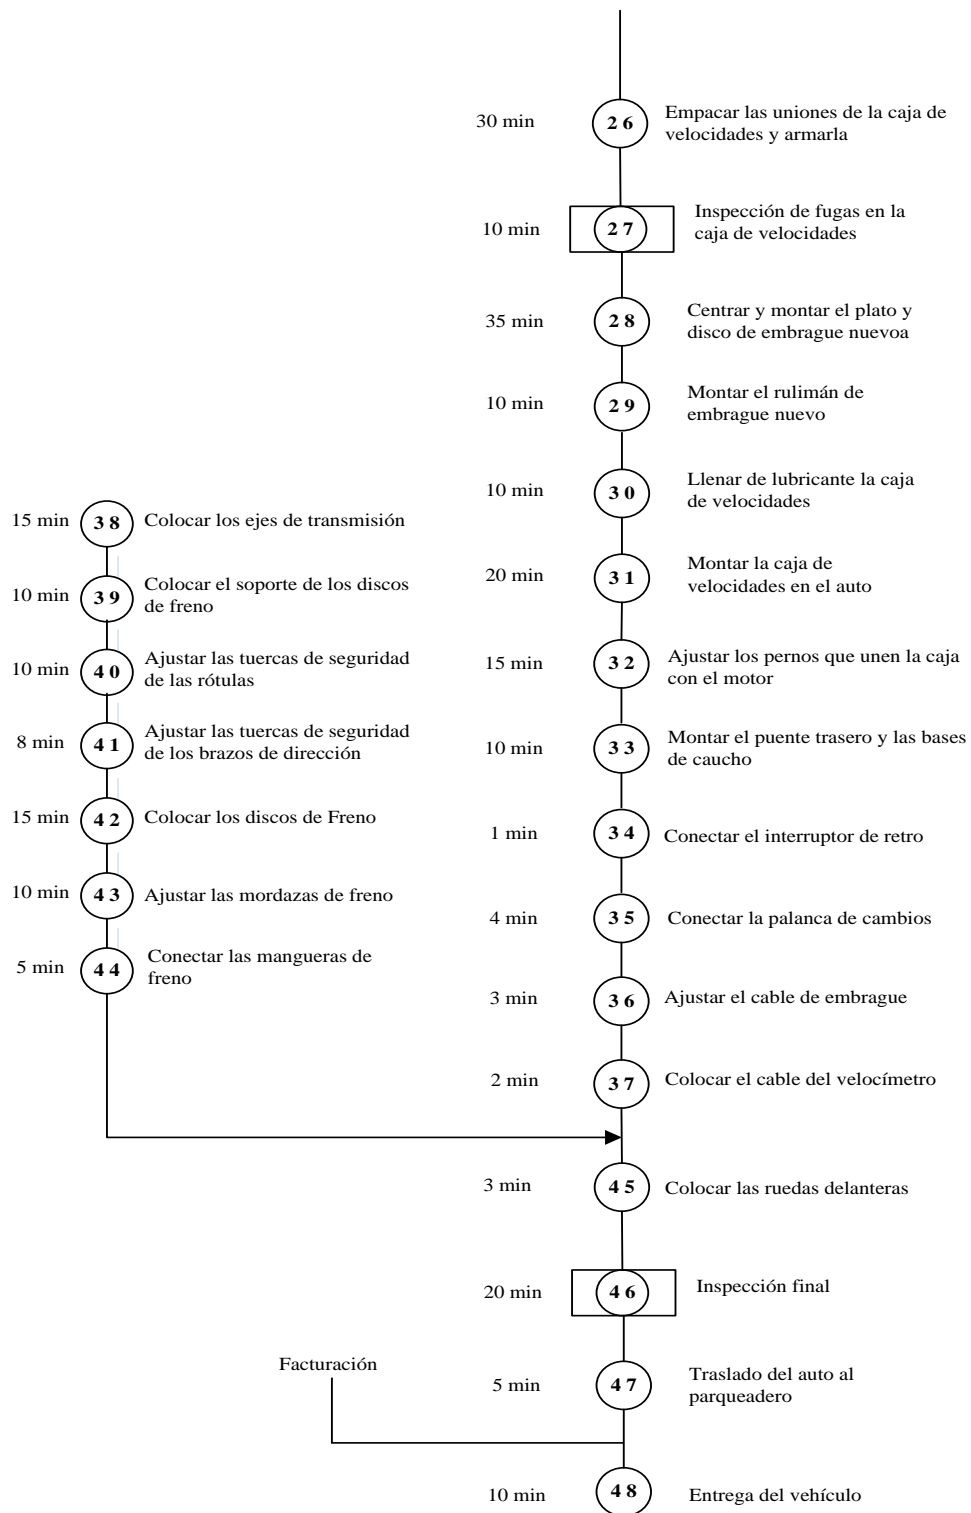 30 min
26
Empacar las uniones de la caja de
velocidades y armarla
10 min
27
Inspección de fugas en la
caja de velocidades
35 min
28
Centrar y montar el plato y
disco de embrague nuevoa
10 min
29
Montar el rulimán de
embrague nuevo
10 min
30
Llenar de lubricante la caja
de velocidades
20 min
31
Montar la caja de
velocidades en el auto
15 min
32
Ajustar los pernos que unen la caja
con el motor
10 min
33
Montar el puente trasero y las bases
de caucho
1 min
34
Conectar el interruptor de retro
4 min
35
Conectar la palanca de cambios
3 min
36
Ajustar el cable de embrague
2 min
37
Colocar el cable del velocímetro
15 min
38
Colocar los ejes de transmisión
10 min
39
Colocar el soporte de los discos
de freno
10 min
40
Ajustar las tuercas de seguridad
de las rótulas
8 min
41
Ajustar las tuercas de seguridad
de los brazos de dirección
15 min
42
Colocar los discos de Freno
10 min
43
Ajustar las mordazas de freno
5 min
44
Conectar las mangueras de
freno
3 min
45
Colocar las ruedas delanteras
20 min
46
Inspección final
Facturación
5 min
47
Traslado del auto al
parqueadero
10 min
48
Entrega del vehículo